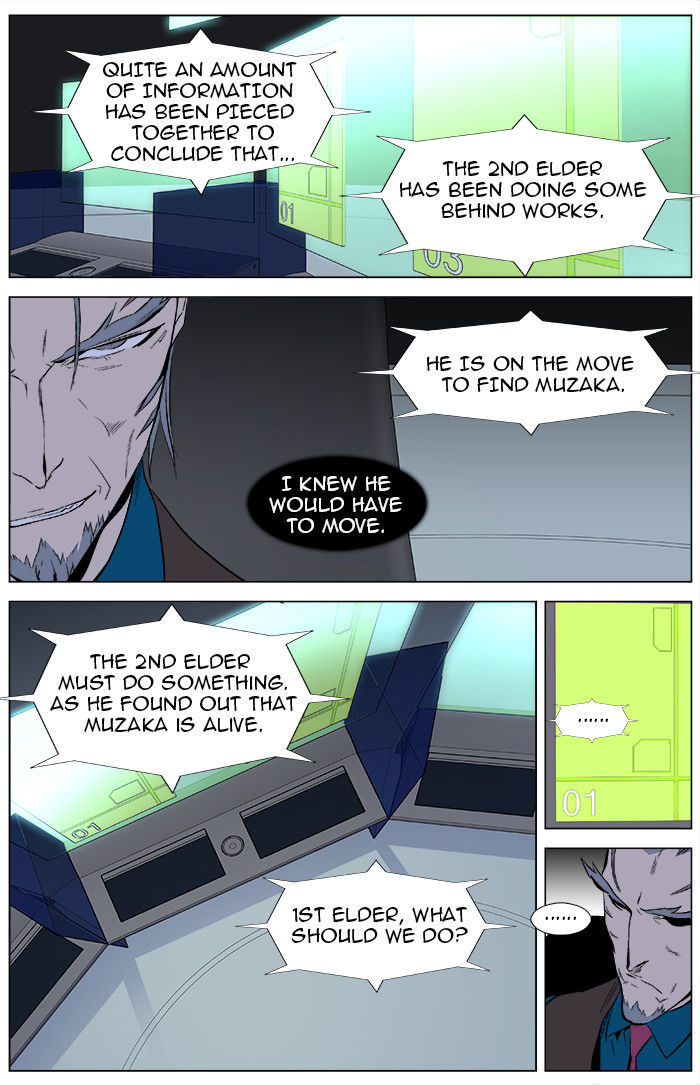 QUITE AN AMOUNT
OF INFORMATION
HAS BEEN PIECED
TOGETHER TO
CONCLUDE THAT...
THE 2ND ELDER
HAS BEEN DOING SOME
BEHIND WORKS.
01
03
HE IS ON THE MOVE
TO FIND MUZAKA.
I KNEW HE
WOULD HAVE
TO MOVE.
THE 2ND ELDER
MUST DO SOMETHING.
AS HE FOUND OUT THAT
MUZAKA IS ALIVE.
01
1ST ELDER, WHAT
SHOULD WE DO?
......
01
......